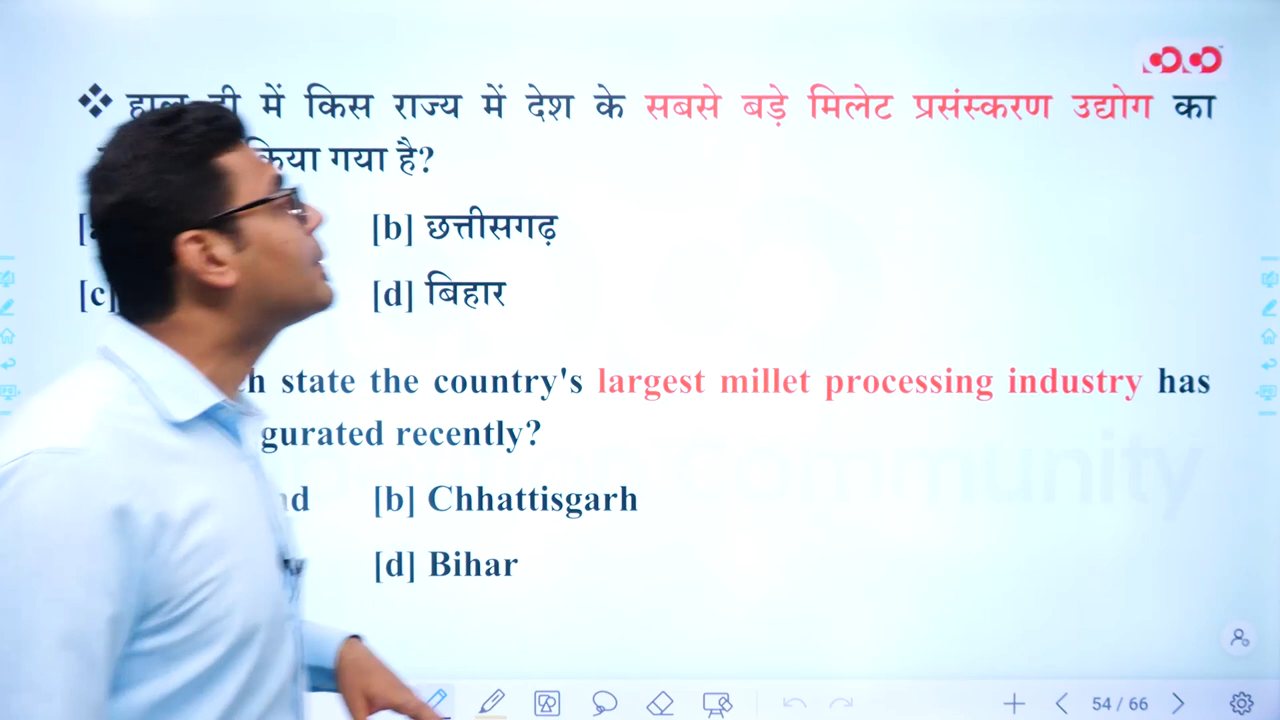 में किस राज्य में देश के सबसे बड़े मिलेट प्रसंस्करण उद्योग का
किया गया है?
[b] छत्तीसगढ़
[c] [d] बिहार
state the country's largest millet processing industry has
gurated recently?
[b] Chhattisgarh
[d] Bihar
Community
54 / 66